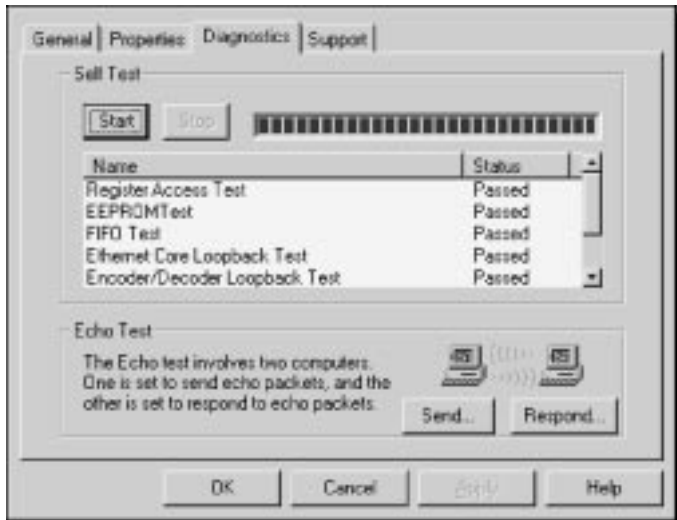 General Properties Diagnostics Support
Self Test
Start Stop
Name Status
Register Access Test Passed
EEPROMTest Passed
FIFO Test Passed
Ethernet Core Loopback Test Passed
Encoder/Decoder Loopback Test Passed
Echo Test
The Echo test involves two computers.
One is set to send echo packets, and the
other is set to respond to echo packets.
Send... Respond...
OK Cancel Apply Help